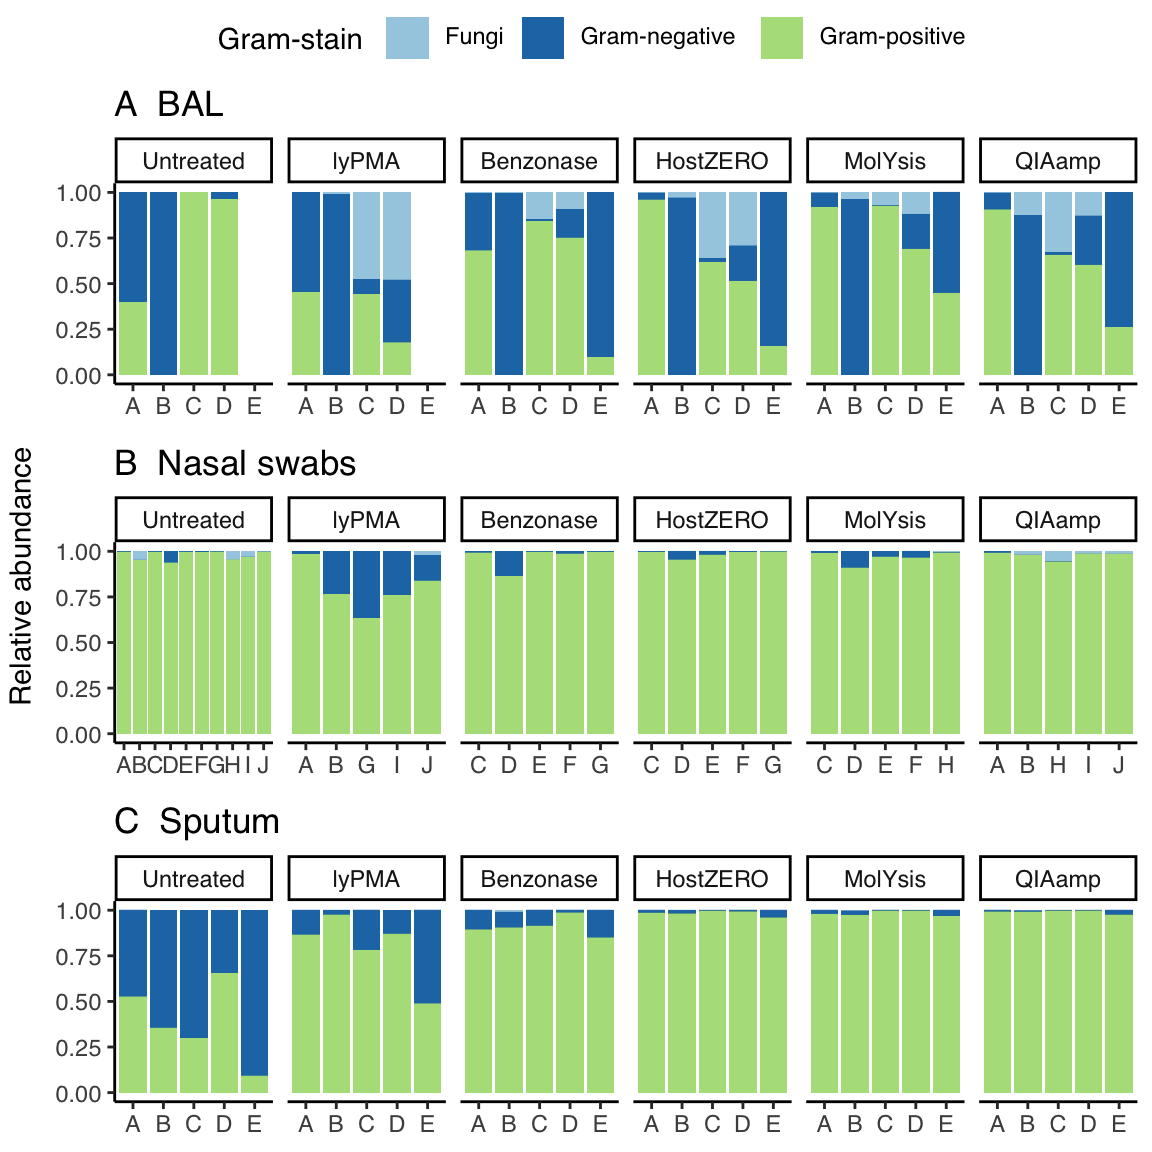 Gram-stain Fungi Gram-negative Gram-positive
A BAL
Untreated lyPMA Benzonase HostZERO MolYsis QIAamp
1.00
0.75
0.50
0.25
0.00
A B C D E A B C D E A B C D E A B C D E A B C D E A B C D E
Relative abundance
B Nasal swabs
Untreated lyPMA Benzonase HostZERO MolYsis QIAamp
1.00
0.75
0.50
0.25
0.00
A B C D E F G H I J A B G I J C D E F G C D E F G C D E F H A B H I J
C Sputum
Untreated lyPMA Benzonase HostZERO MolYsis QIAamp
1.00
0.75
0.50
0.25
0.00
A B C D E A B C D E A B C D E A B C D E A B C D E A B C D E